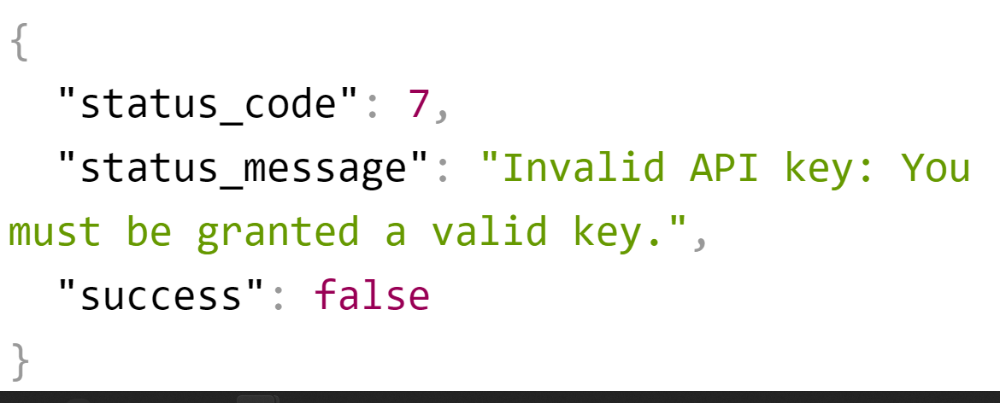 {
"status_code": 7,
"status_message": "Invalid API key: You
must be granted a valid key.",
"success": false
}